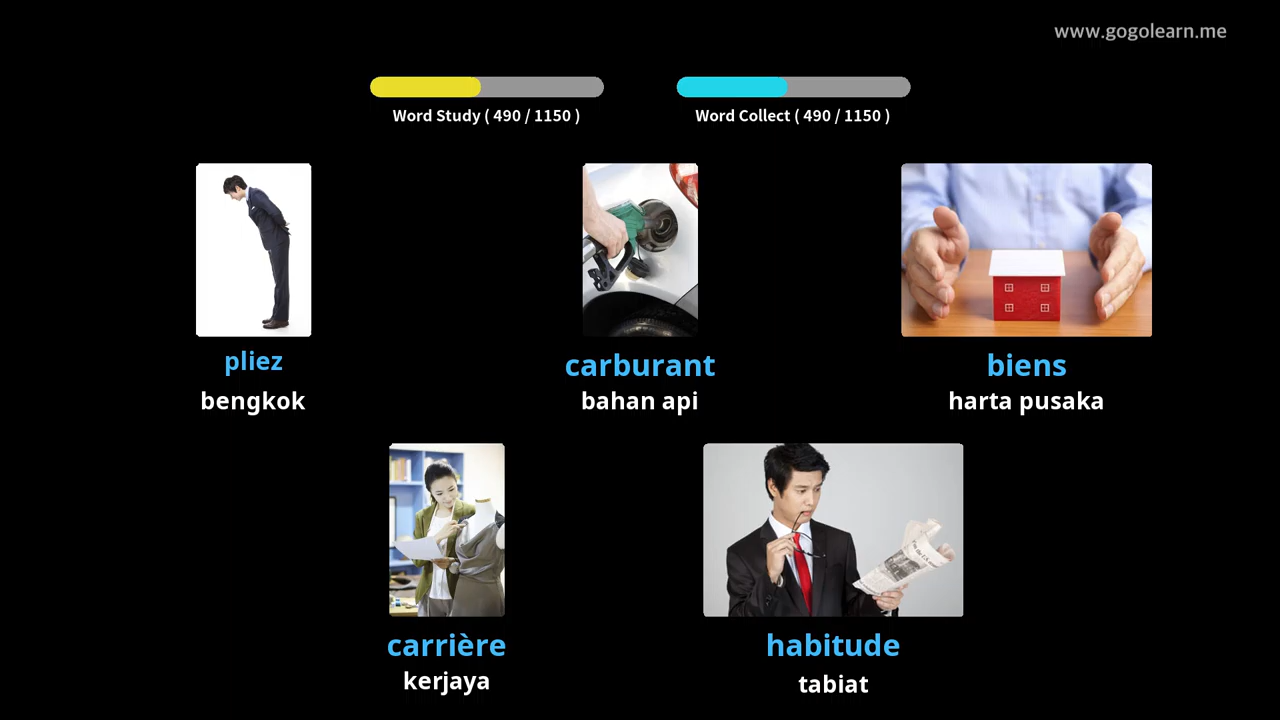 www.gogolearn.me
Word Study ( 490 / 1150 )
Word Collect ( 490 / 1150 )
pliez
bengkok
carburant
bahan api
biens
harta pusaka
carrière
kerjaya
habitude
tabiat